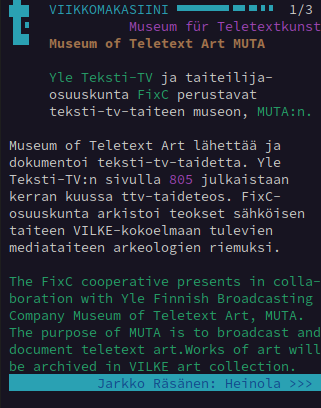 VIIKKOMAKASIINI 1/3
Museum für Teletextkunst
Museum of Teletext Art MUTA
Yle Teksti-TV ja taiteilija-
osuuskunta FixC perustavat
teksti-tv-taiteen museon, MUTA:n.
Museum of Teletext Art lähettää ja
dokumentoi teksti-tv-taidetta. Yle
Teksti-TV:n sivulla 805 julkaistaan
kerran kuussa ttv-taideteos. FixC-
osuuskunta arkistoi teokset sähköisen
taiteen VILKE-kokoelmaan tulevien
mediataiteen arkeologien riemuksi.
The FixC cooperative presents in colla-
boration with Yle Finnish Broadcasting
Company Museum of Teletext Art, MUTA.
The purpose of MUTA is to broadcast and
document teletext art.Works of art will
be archived in VILKE art collection.
Jarkko Räsänen: Heinola >>>